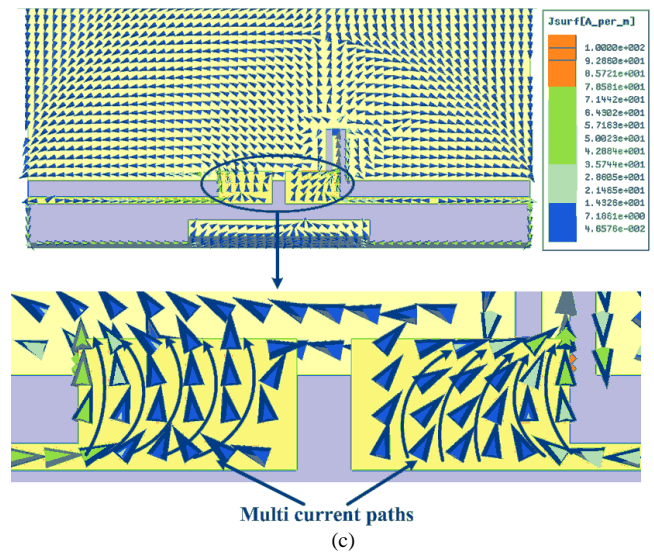 Jsurf[A_per_m]
1.0000e+002
9.2860e+001
8.5721e+001
7.8581e+001
7.1442e+001
6.4302e+001
5.7163e+001
5.0023e+001
4.2884e+001
3.5744e+001
2.8605e+001
2.1465e+001
1.4326e+001
7.1861e+000
4.6576e-002
Multi current paths
(c)